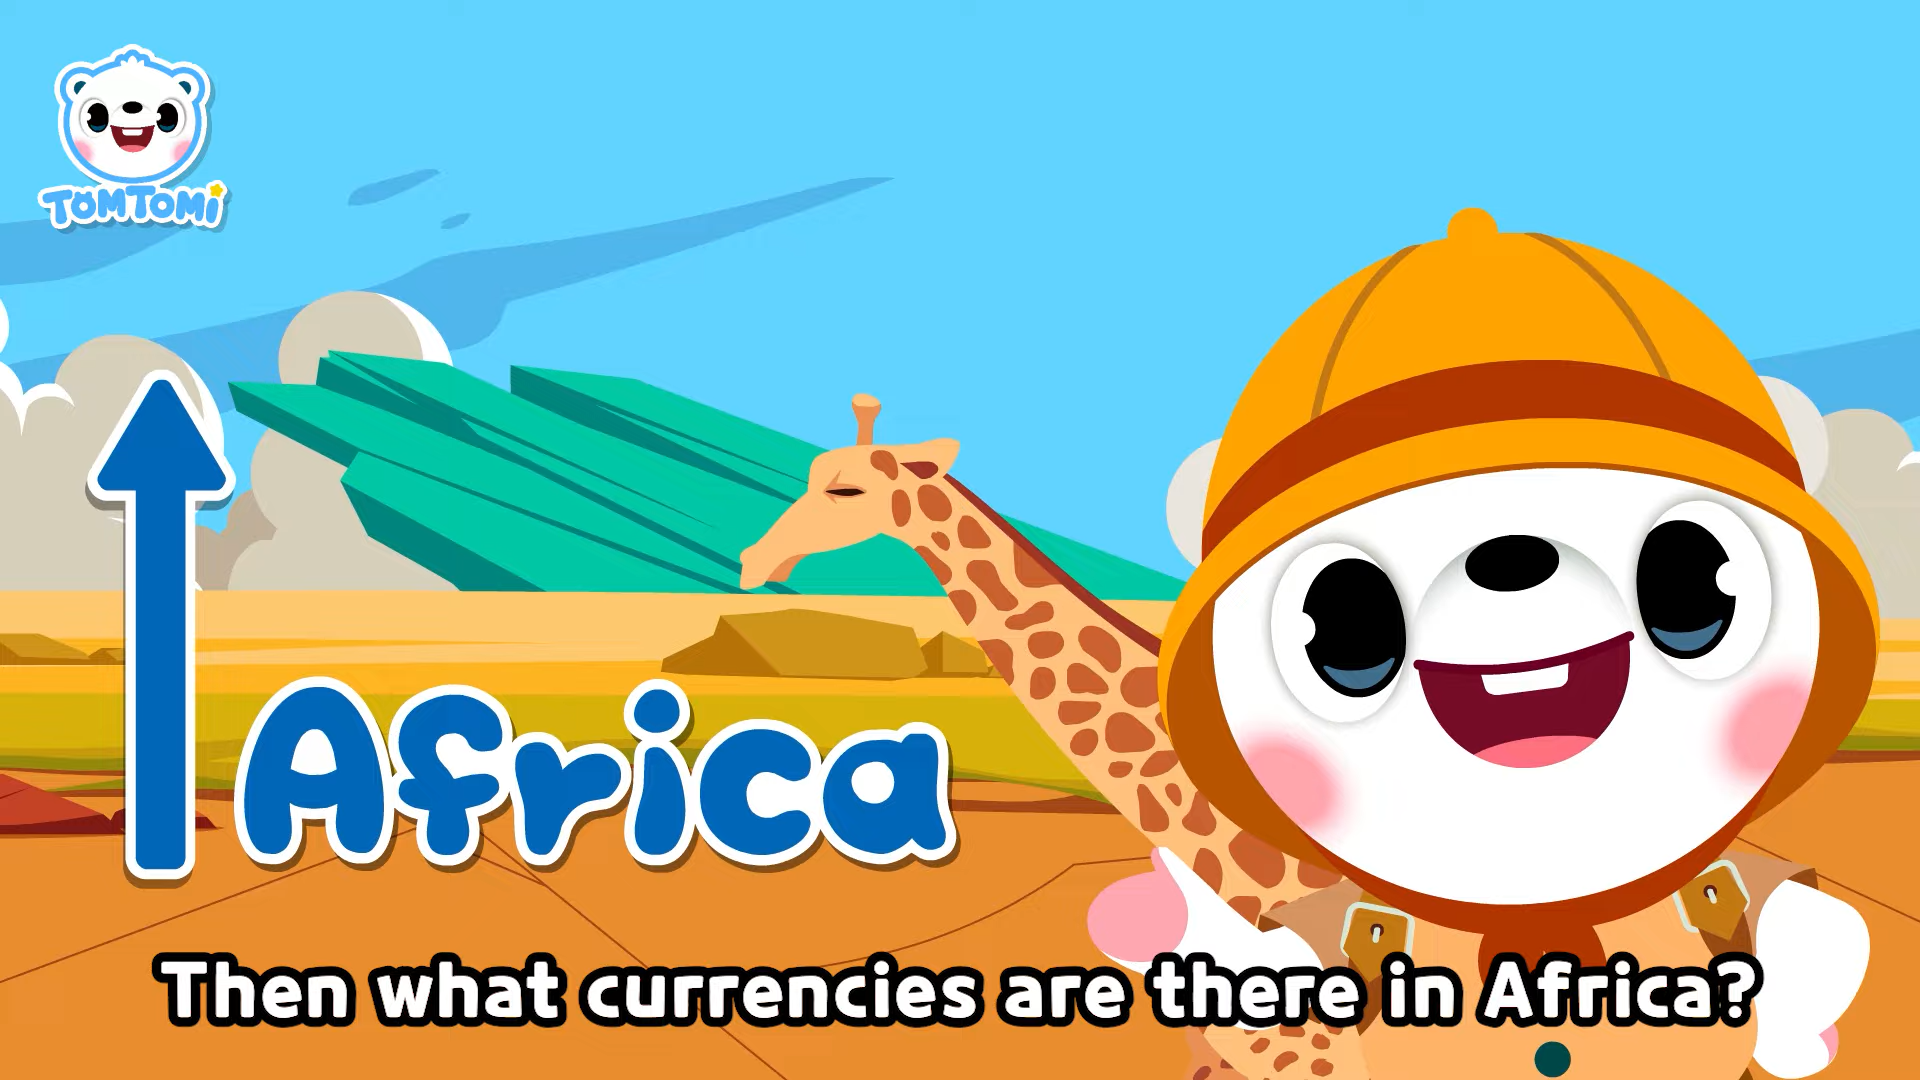 TOMTOMi
Africa
Then what currencies are there in Africa?